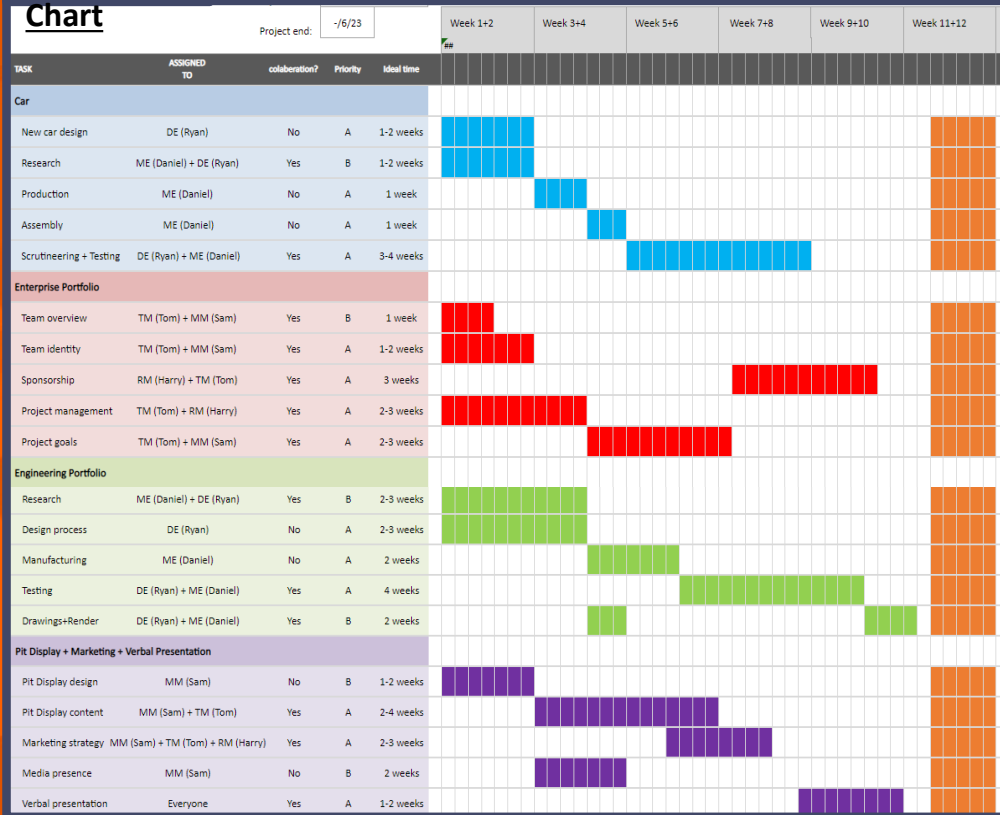 Chart
Project end: -/6/23
Week 1+2 Week 3+4 Week 5+6 Week 7+8 Week 9+10 Week 11+12
##
TASK ASSIGNED TO colaberation? Priority Ideal time
Car
New car design DE (Ryan) No A 1-2 weeks
Research ME (Daniel) + DE (Ryan) Yes B 1-2 weeks
Production ME (Daniel) No A 1 week
Assembly ME (Daniel) No A 1 week
Scrutineering + Testing DE (Ryan) + ME (Daniel) Yes A 3-4 weeks
Enterprise Portfolio
Team overview TM (Tom) + MM (Sam) Yes B 1 week
Team identity TM (Tom) + MM (Sam) Yes A 1-2 weeks
Sponsorship RM (Harry) + TM (Tom) Yes A 3 weeks
Project management TM (Tom) + RM (Harry) Yes A 2-3 weeks
Project goals TM (Tom) + MM (Sam) Yes A 2-3 weeks
Engineering Portfolio
Research ME (Daniel) + DE (Ryan) Yes B 2-3 weeks
Design process DE (Ryan) No A 2-3 weeks
Manufacturing ME (Daniel) No A 2 weeks
Testing DE (Ryan) + ME (Daniel) Yes A 4 weeks
Drawings+Render DE (Ryan) + ME (Daniel) Yes B 2 weeks
Pit Display + Marketing + Verbal Presentation
Pit Display design MM (Sam) No B 1-2 weeks
Pit Display content MM (Sam) + TM (Tom) Yes A 2-4 weeks
Marketing strategy MM (Sam) + TM (Tom) + RM (Harry) Yes A 2-3 weeks
Media presence MM (Sam) No B 2 weeks
Verbal presentation Everyone Yes A 1-2 weeks